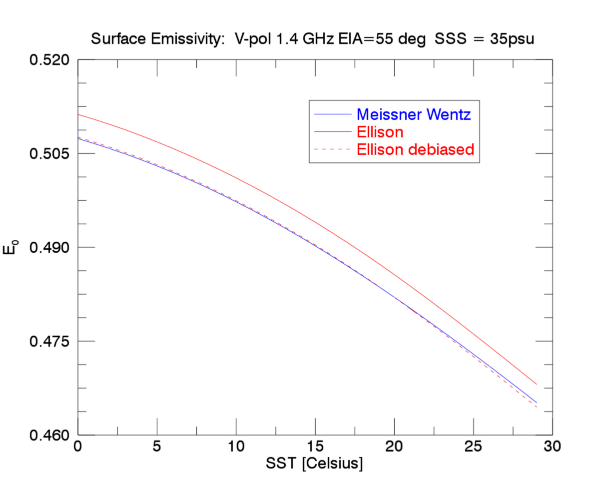 Surface Emissivity: V-pol 1.4 GHz EIA=55 deg SSS = 35psu
0.520
Meissner Wentz
Ellison
Ellison debiased
0.505
0.490
E0
0.475
0.460
0 5 10 15 20 25 30
SST [Celsius]